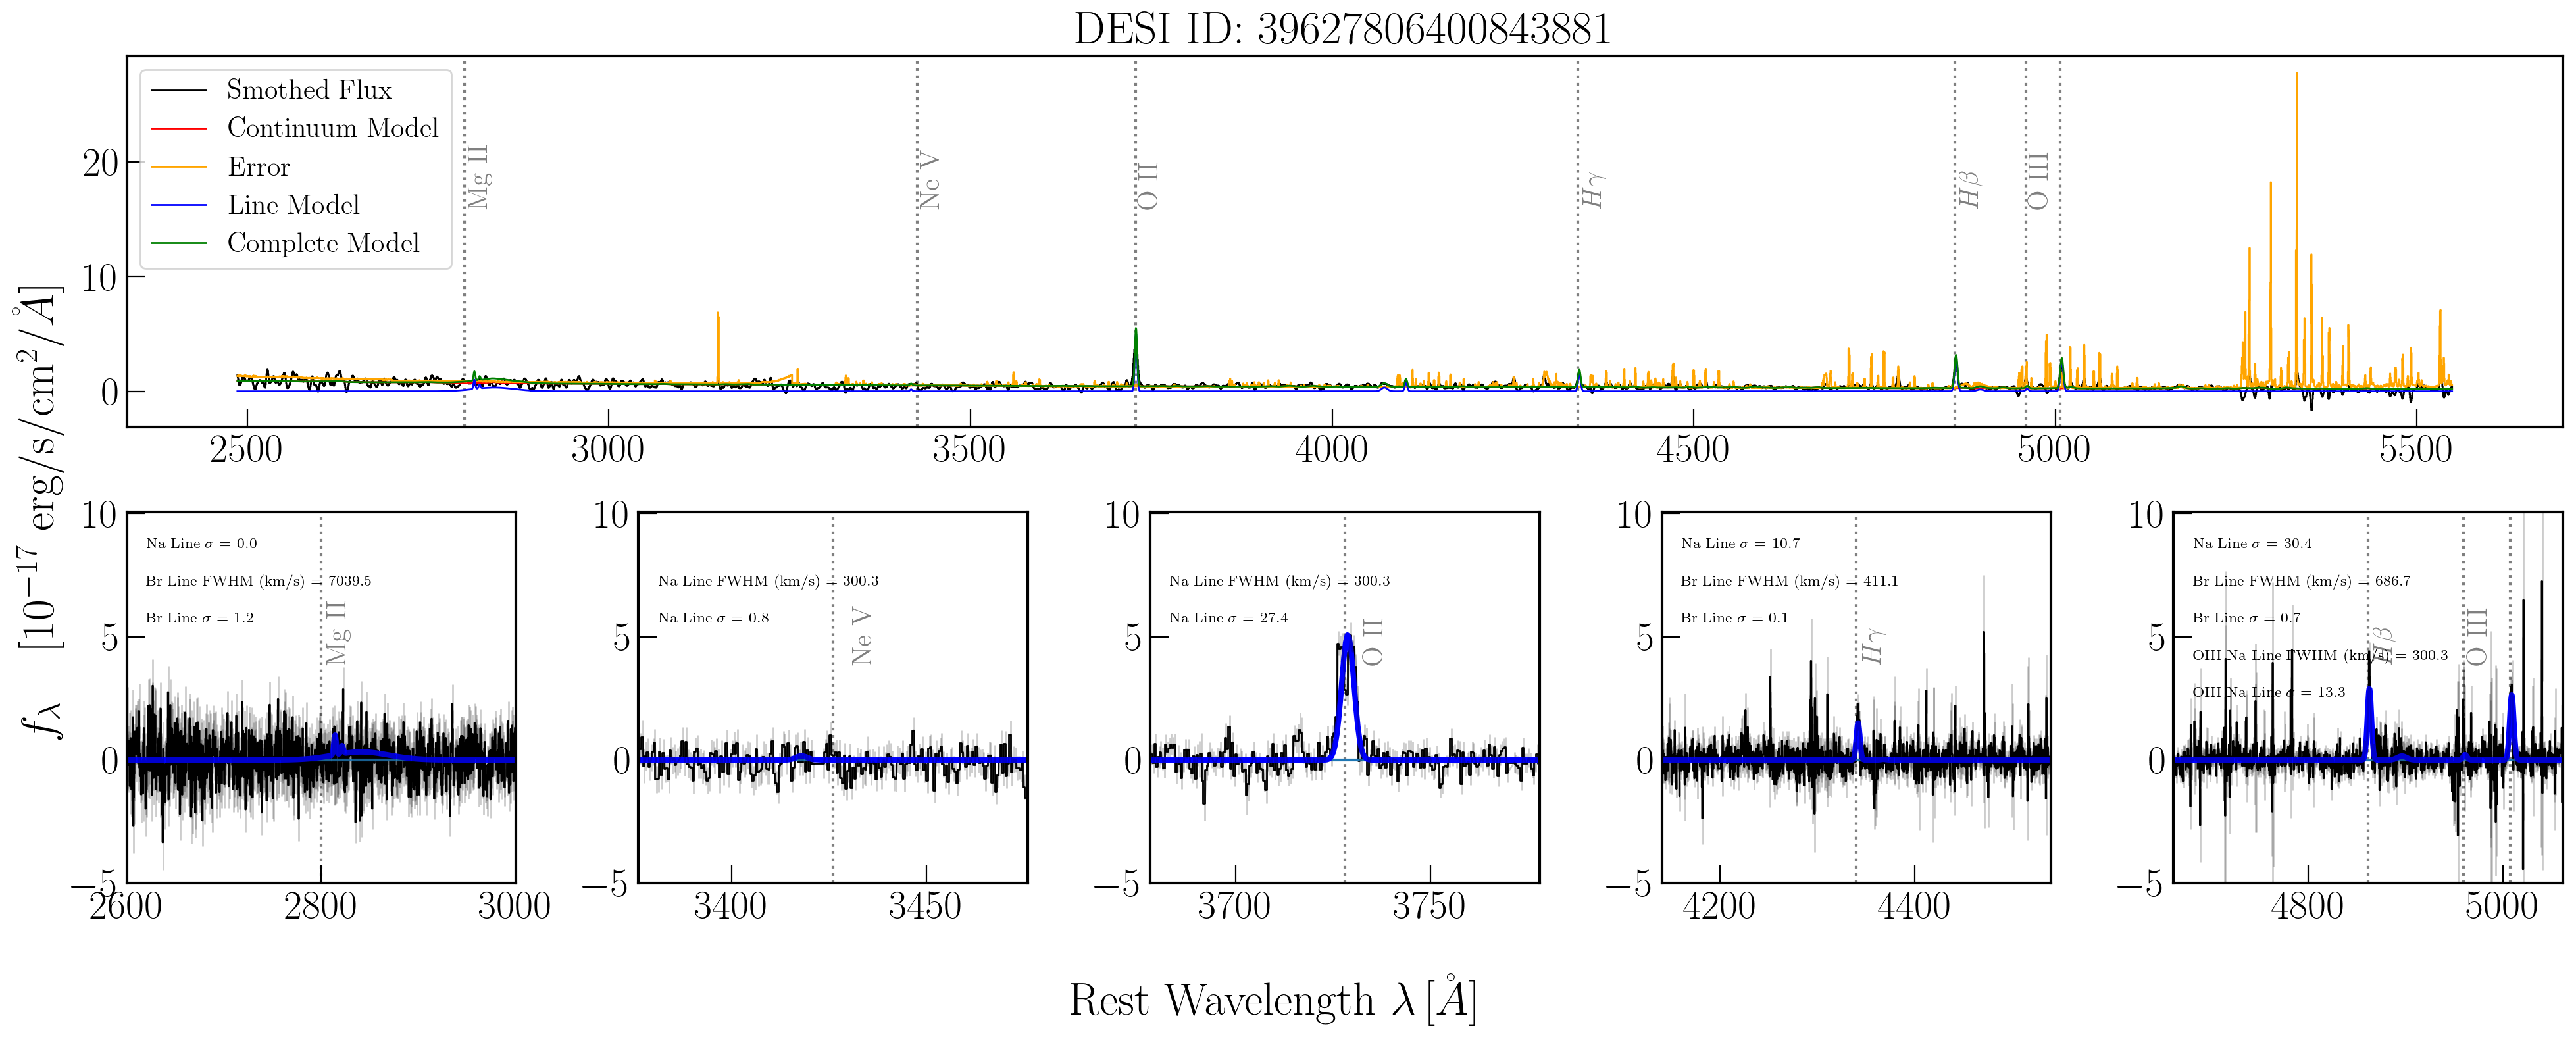 DESI ID: 39627806400843881
Smothed Flux
Continuum Model
Error
Line Model
Complete Model
Mg II
Ne V
O II
Hγ
Hβ
O III
20
10
0
2500 3000 3500 4000 4500 5000 5500
f_λ [10^−17 erg/s/cm^2/Å]
10
5
0
−5
Na Line σ = 0.0
Br Line FWHM (km/s) = 7039.5
Br Line σ = 1.2
Mg II
2600 2800 3000
10
5
0
−5
Na Line FWHM (km/s) = 300.3
Na Line σ = 0.8
Ne V
3400 3450
10
5
0
−5
Na Line FWHM (km/s) = 300.3
Na Line σ = 27.4
O II
3700 3750
10
5
0
−5
Na Line σ = 10.7
Br Line FWHM (km/s) = 411.1
Br Line σ = 0.1
Hγ
4200 4400
10
5
0
−5
Na Line σ = 30.4
Br Line FWHM (km/s) = 686.7
Br Line σ = 0.7
OIII Na Line FWHM (km/s) = 300.3
OIII Na Line σ = 13.3
Hβ
O III
4800 5000
Rest Wavelength λ [Å]